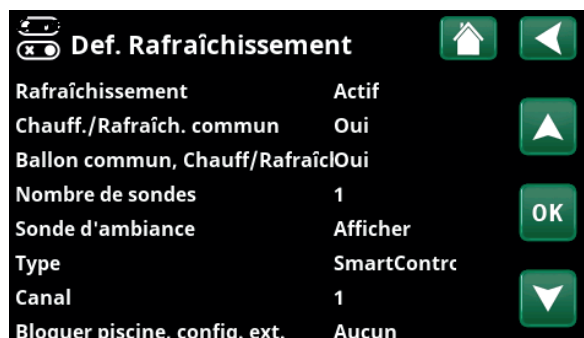 Def. Rafraîchissement
Rafraîchissement Actif
Chauff./Rafraîch. commun Oui
Ballon commun, Chauff/Rafraîcl Oui
Nombre de sondes 1
Sonde d'ambiance Afficher
OK
Type SmartContrc
Canal 1
Bloquer piscine, config. ext. Aucun